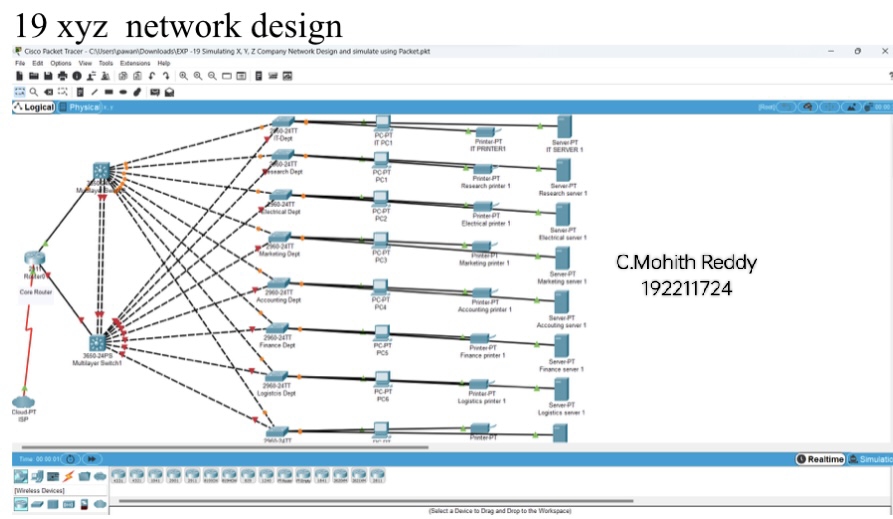 19 xyz network design
Cisco Packet Tracer - C:\Users\pawan\Downloads\EXP -19 Simulating X, Y, Z Company Network Design and simulate using Packet.pkt
File Edit Options View Tools Extensions Help
Logical Physical
[Root]
2960-24TT
IT-Dept
PC-PT
IT PC1
Printer-PT
IT PRINTER1
Server-PT
IT SERVER 1
2960-24TT
Research Dept
PC-PT
PC1
Printer-PT
Research printer 1
Server-PT
Research server 1
2960-24TT
Electrical Dept
PC-PT
PC2
Printer-PT
Electrical printer 1
Server-PT
Electrical server 1
2960-24TT
Marketing Dept
PC-PT
PC3
Printer-PT
Marketing printer 1
Server-PT
Marketing server 1
2960-24TT
Accounting Dept
PC-PT
PC4
Printer-PT
Accounting printer 1
Server-PT
Accouting server 1
2960-24TT
Finance Dept
PC-PT
PC5
Printer-PT
Finance printer 1
Server-PT
Finance server 1
2960-24TT
Logistcis Dept
PC-PT
PC6
Printer-PT
Logistics printer 1
Server-PT
Logistics server 1
2960-24TT
Printer-PT
Router0
Core Router
3650-24PS
Multilayer Switch1
Cloud-PT
ISP
C.Mohith Reddy
192211724
Time: 00:00:01
Realtime Simulatio
[Wireless Devices]
(Select a Device to Drag and Drop to the Workspace)